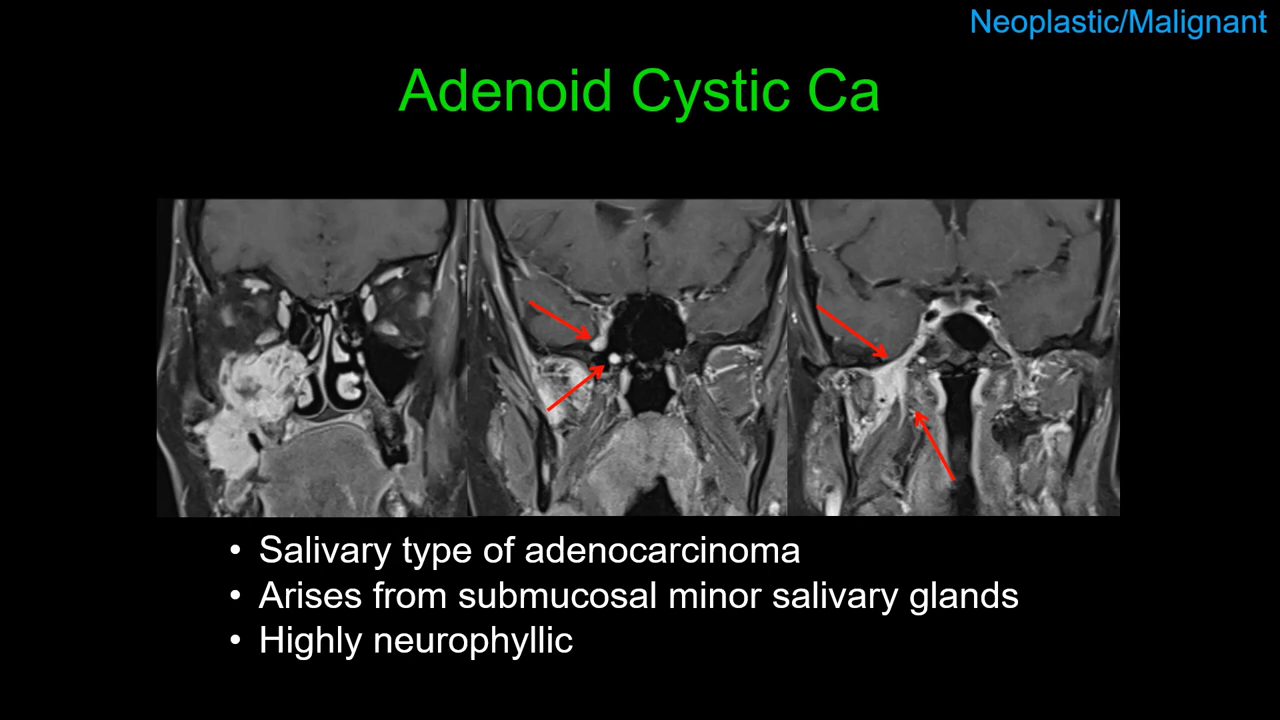 Neoplastic/Malignant
Adenoid Cystic Ca
• Salivary type of adenocarcinoma
• Arises from submucosal minor salivary glands
• Highly neurophyllic